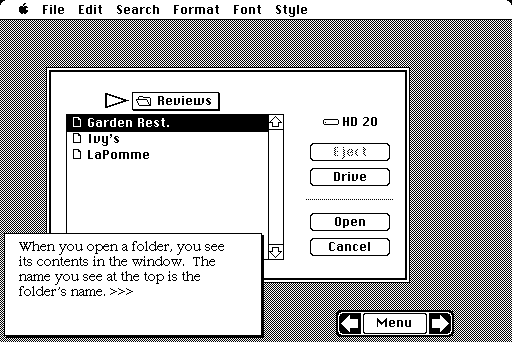 File Edit Search Format Font Style
Reviews
Garden Rest.
Ivy's
LaPomme
HD 20
Eject
Drive
Open
Cancel
When you open a folder, you see
its contents in the window. The
name you see at the top is the
folder's name. >>>
Menu